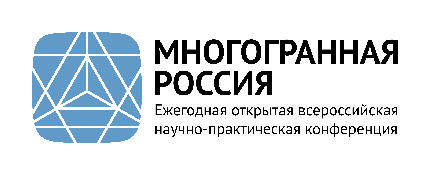 МНОГОГРАННАЯ
РОССИЯ
Ежегодная открытая всероссийская
научно-практическая конференция